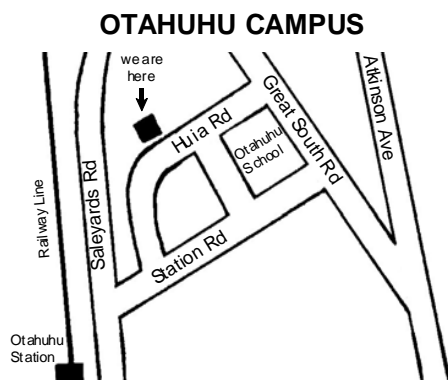 OTAHUHU CAMPUS
we are
here
Huia Rd
Great South Rd
Atkinson Ave
Otahuhu
School
Saleyards Rd
Railway Line
Station Rd
Otahuhu
Station